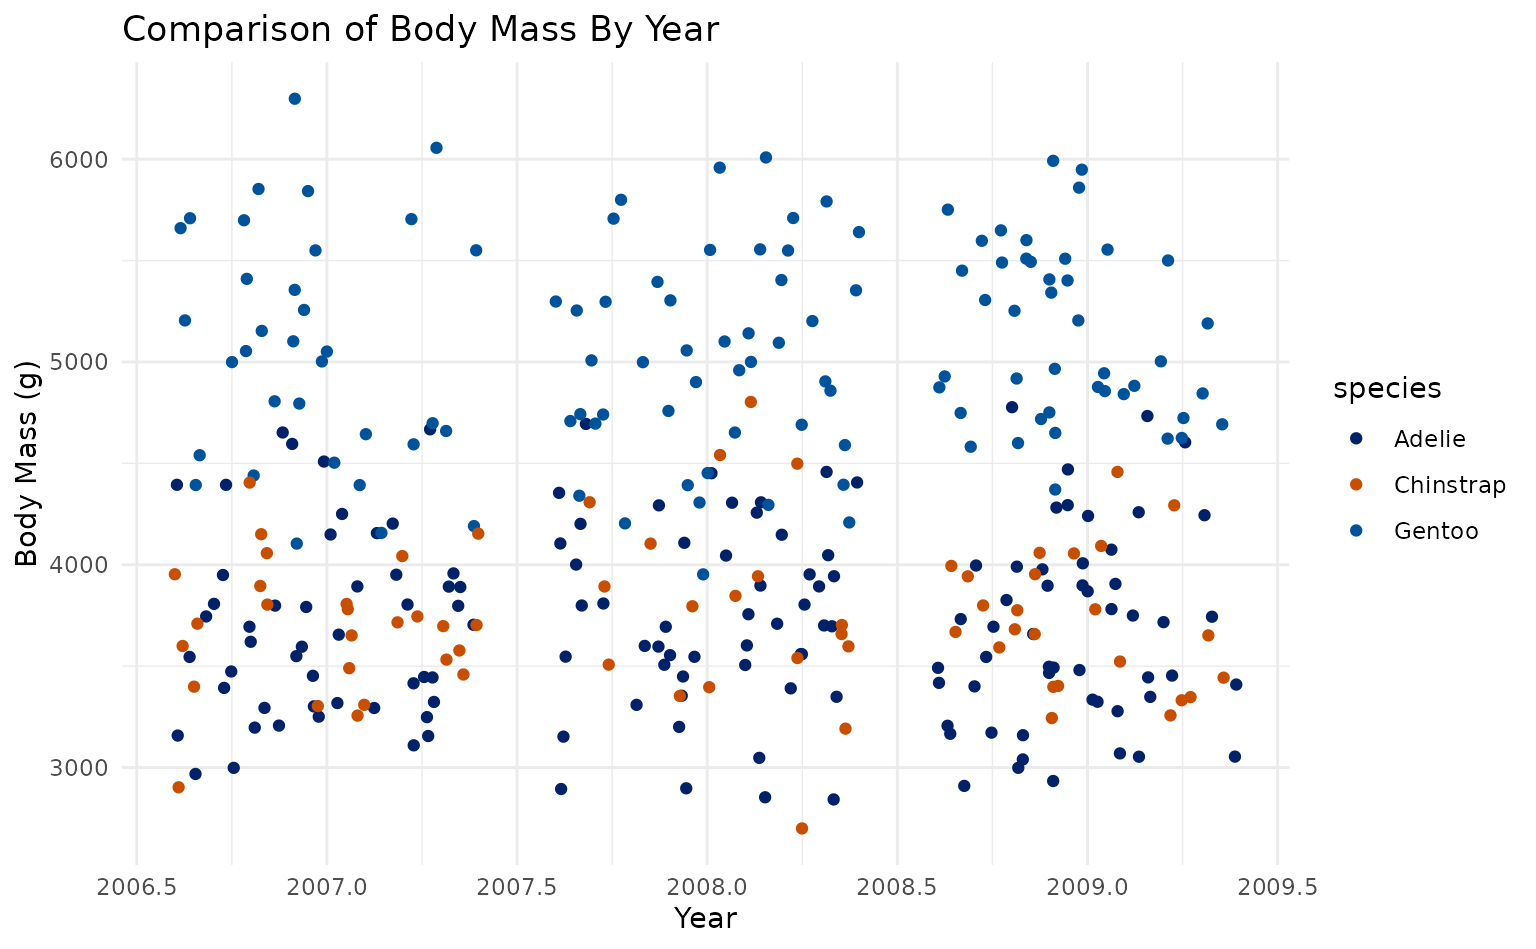 Comparison of Body Mass By Year
Body Mass (g)
6000
5000
4000
3000
2006.5 2007.0 2007.5 2008.0 2008.5 2009.0 2009.5
Year
species
Adelie
Chinstrap
Gentoo